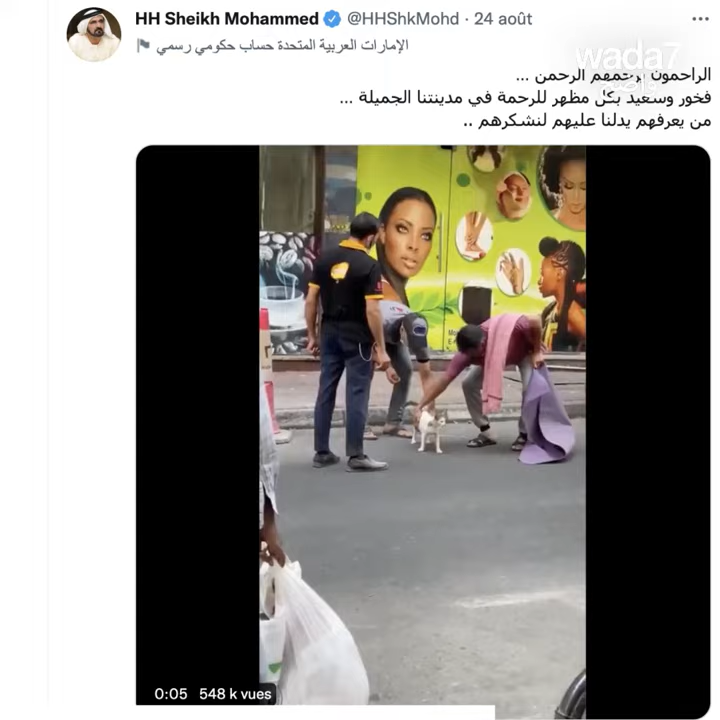 HH Sheikh Mohammed @HHShkMohd · 24 août
الإمارات العربية المتحدة حساب حكومي رسمي
wada7
واضح
الراحمون يرحمهم الرحمن ...
فخور وسعيد بكل مظهر للرحمة في مدينتنا الجميلة ...
من يعرفهم يدلنا عليهم لنشكرهم ..
0:05 548 k vues